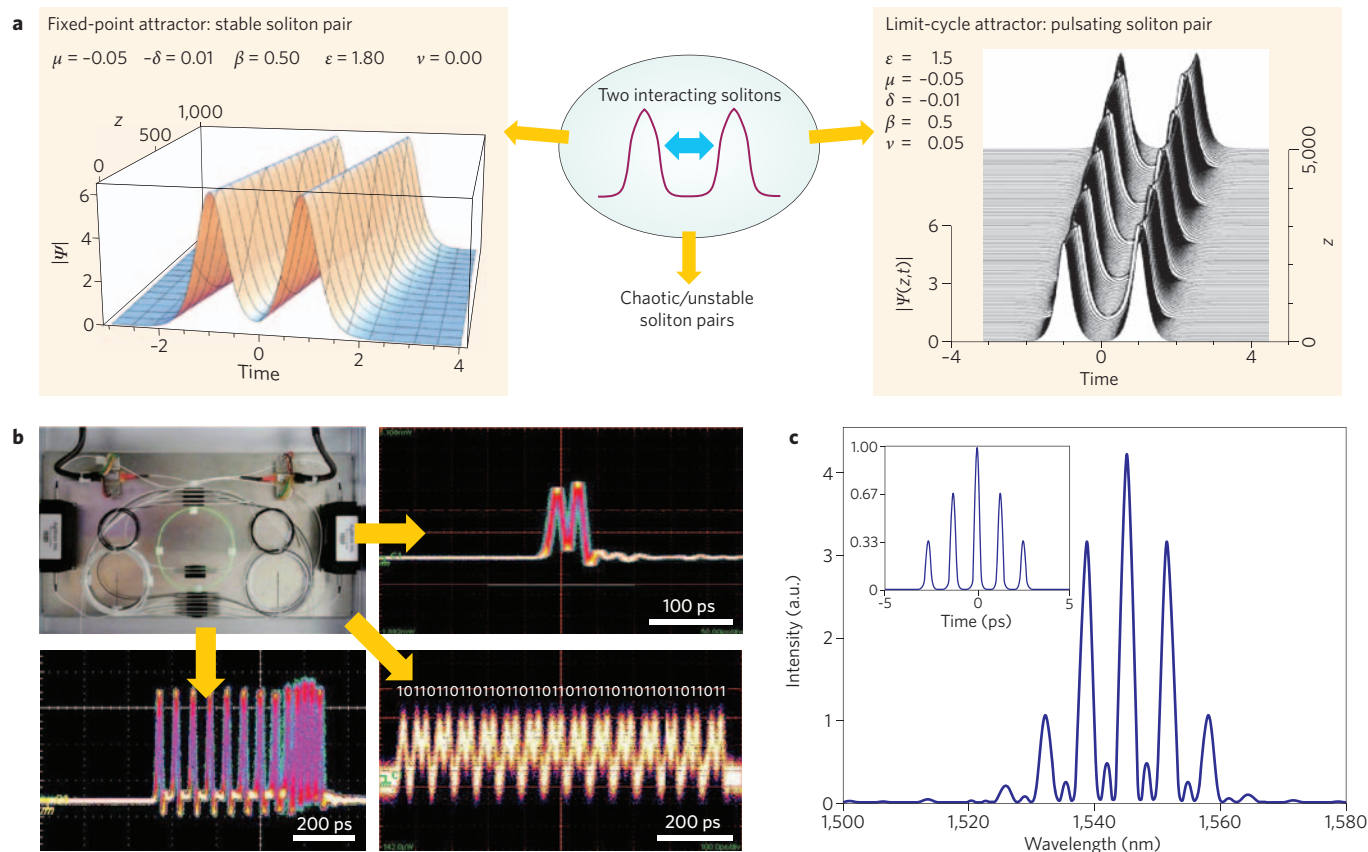 a
Fixed-point attractor: stable soliton pair
μ = –0.05 -δ = 0.01 β = 0.50 ε = 1.80 ν = 0.00
z
1,000
500
0
6
4
2
0
|Ψ|
–2 0 2 4
Time
Two interacting solitons
Chaotic/unstable
soliton pairs
Limit-cycle attractor: pulsating soliton pair
ε = 1.5
μ = –0.05
δ = –0.01
β = 0.5
ν = 0.05
5,000
z
0
6
3
0
|Ψ(z,t)|
–4 0 4
Time
b
100 ps
200 ps
200 ps
c
1.00
0.67
0.33
0
-5 0 5
Time (ps)
4
3
2
1
0
Intensity (a.u.)
1,500 1,520 1,540 1,560 1,580
Wavelength (nm)